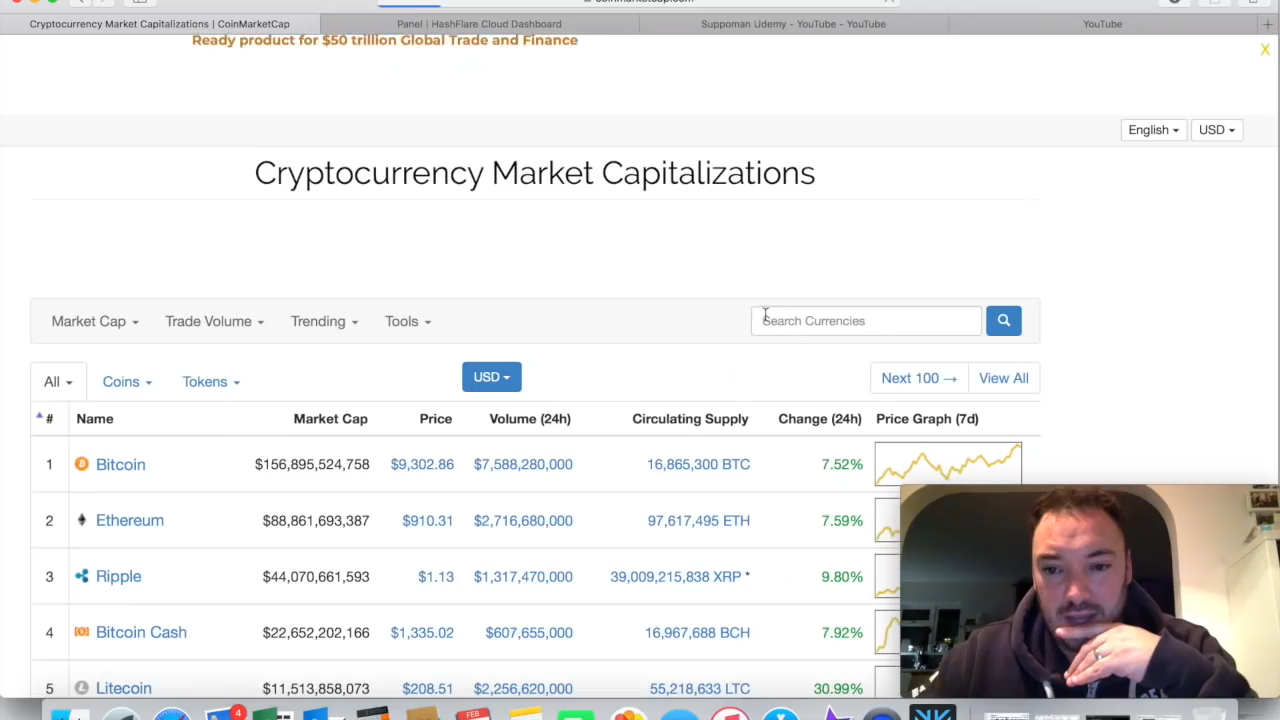 Cryptocurrency Market Capitalizations | CoinMarketCap Panel | HashFlare Cloud Dashboard Suppoman Udemy - YouTube - YouTube YouTube
Ready product for $50 trillion Global Trade and Finance X
English USD
Cryptocurrency Market Capitalizations
Market Cap Trade Volume Trending Tools Search Currencies
All Coins Tokens USD Next 100 → View All
# Name Market Cap Price Volume (24h) Circulating Supply Change (24h) Price Graph (7d)
1 Bitcoin $156,895,524,758 $9,302.86 $7,588,280,000 16,865,300 BTC 7.52%
2 Ethereum $88,861,693,387 $910.31 $2,716,680,000 97,617,495 ETH 7.59%
3 Ripple $44,070,661,593 $1.13 $1,317,470,000 39,009,215,838 XRP * 9.80%
4 Bitcoin Cash $22,652,202,166 $1,335.02 $607,655,000 16,967,688 BCH 7.92%
5 Litecoin $11,513,858,073 $208.51 $2,256,620,000 55,218,633 LTC 30.99%
4 FEB